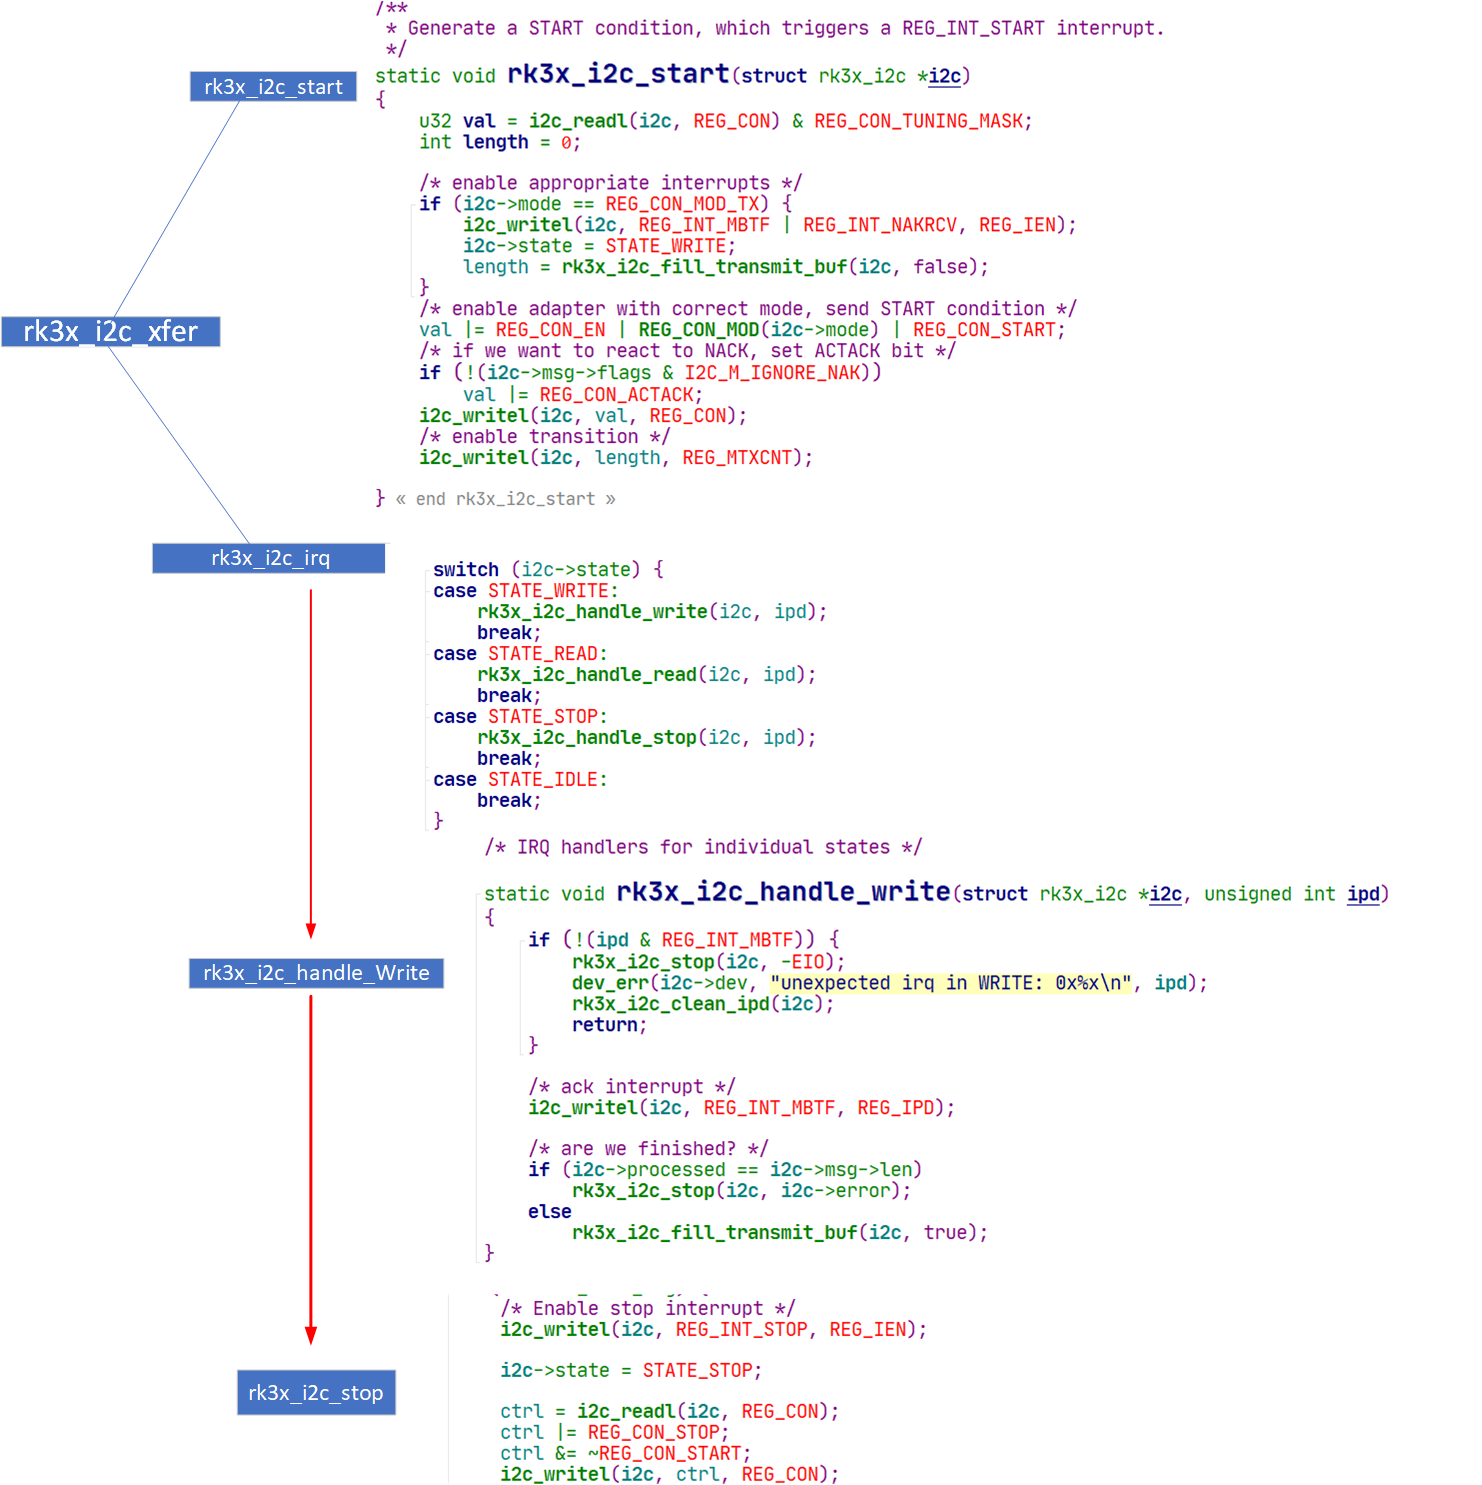 /**
 * Generate a START condition, which triggers a REG_INT_START interrupt.
 */
static void rk3x_i2c_start(struct rk3x_i2c *i2c)
{
    u32 val = i2c_readl(i2c, REG_CON) & REG_CON_TUNING_MASK;
    int length = 0;
    /* enable appropriate interrupts */
    if (i2c->mode == REG_CON_MOD_TX) {
        i2c_writel(i2c, REG_INT_MBTF | REG_INT_NAKRCV, REG_IEN);
        i2c->state = STATE_WRITE;
        length = rk3x_i2c_fill_transmit_buf(i2c, false);
    }
    /* enable adapter with correct mode, send START condition */
    val |= REG_CON_EN | REG_CON_MOD(i2c->mode) | REG_CON_START;
    /* if we want to react to NACK, set ACTACK bit */
    if (!(i2c->msg->flags & I2C_M_IGNORE_NAK))
        val |= REG_CON_ACTACK;
    i2c_writel(i2c, val, REG_CON);
    /* enable transition */
    i2c_writel(i2c, length, REG_MTXCNT);
} « end rk3x_i2c_start »
rk3x_i2c_start
rk3x_i2c_xfer
rk3x_i2c_irq
switch (i2c->state) {
case STATE_WRITE:
    rk3x_i2c_handle_write(i2c, ipd);
    break;
case STATE_READ:
    rk3x_i2c_handle_read(i2c, ipd);
    break;
case STATE_STOP:
    rk3x_i2c_handle_stop(i2c, ipd);
    break;
case STATE_IDLE:
    break;
}
/* IRQ handlers for individual states */
static void rk3x_i2c_handle_write(struct rk3x_i2c *i2c, unsigned int ipd)
{
    if (!(ipd & REG_INT_MBTF)) {
        rk3x_i2c_stop(i2c, -EIO);
        dev_err(i2c->dev, "unexpected irq in WRITE: 0x%x\n", ipd);
        rk3x_i2c_clean_ipd(i2c);
        return;
    }
    /* ack interrupt */
    i2c_writel(i2c, REG_INT_MBTF, REG_IPD);
    /* are we finished? */
    if (i2c->processed == i2c->msg->len)
        rk3x_i2c_stop(i2c, i2c->error);
    else
        rk3x_i2c_fill_transmit_buf(i2c, true);
}
rk3x_i2c_handle_Write
/* Enable stop interrupt */
i2c_writel(i2c, REG_INT_STOP, REG_IEN);
i2c->state = STATE_STOP;
ctrl = i2c_readl(i2c, REG_CON);
ctrl |= REG_CON_STOP;
ctrl &= ~REG_CON_START;
i2c_writel(i2c, ctrl, REG_CON);
rk3x_i2c_stop